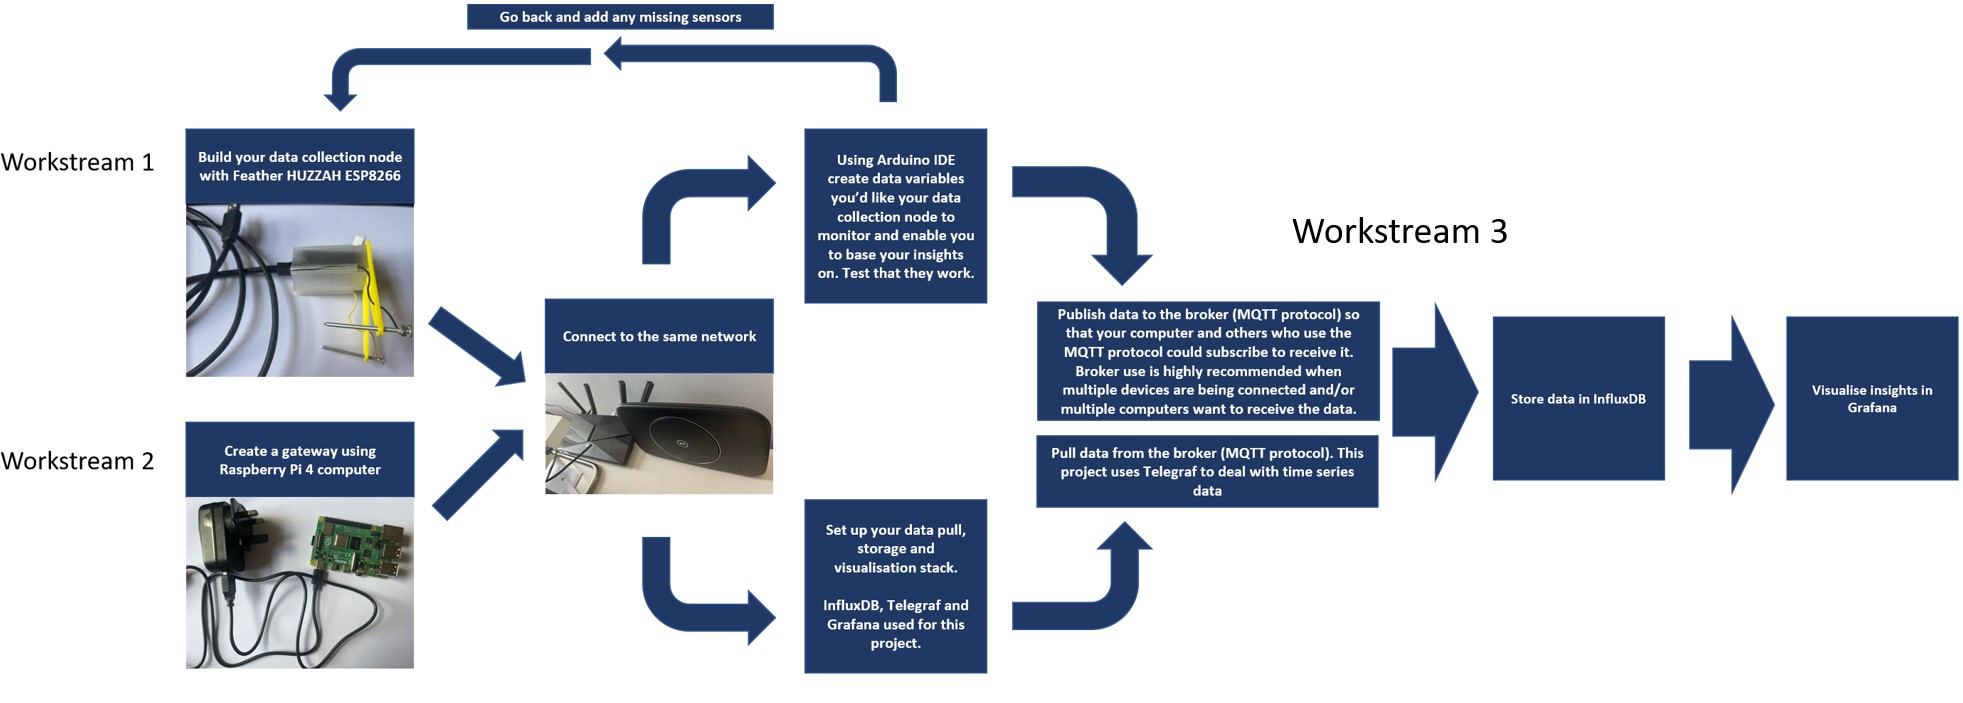 Go back and add any missing sensors
Workstream 1
Build your data collection node
with Feather HUZZAH ESP8266
Using Arduino IDE
create data variables
you’d like your data
collection node to
monitor and enable you
to base your insights
on. Test that they work.
Workstream 3
Connect to the same network
Publish data to the broker (MQTT protocol) so
that your computer and others who use the
MQTT protocol could subscribe to receive it.
Broker use is highly recommended when
multiple devices are being connected and/or
multiple computers want to receive the data.
Store data in InfluxDB
Visualise insights in
Grafana
Workstream 2
Create a gateway using
Raspberry Pi 4 computer
Pull data from the broker (MQTT protocol). This
project uses Telegraf to deal with time series
data
Set up your data pull,
storage and
visualisation stack.
InfluxDB, Telegraf and
Grafana used for this
project.